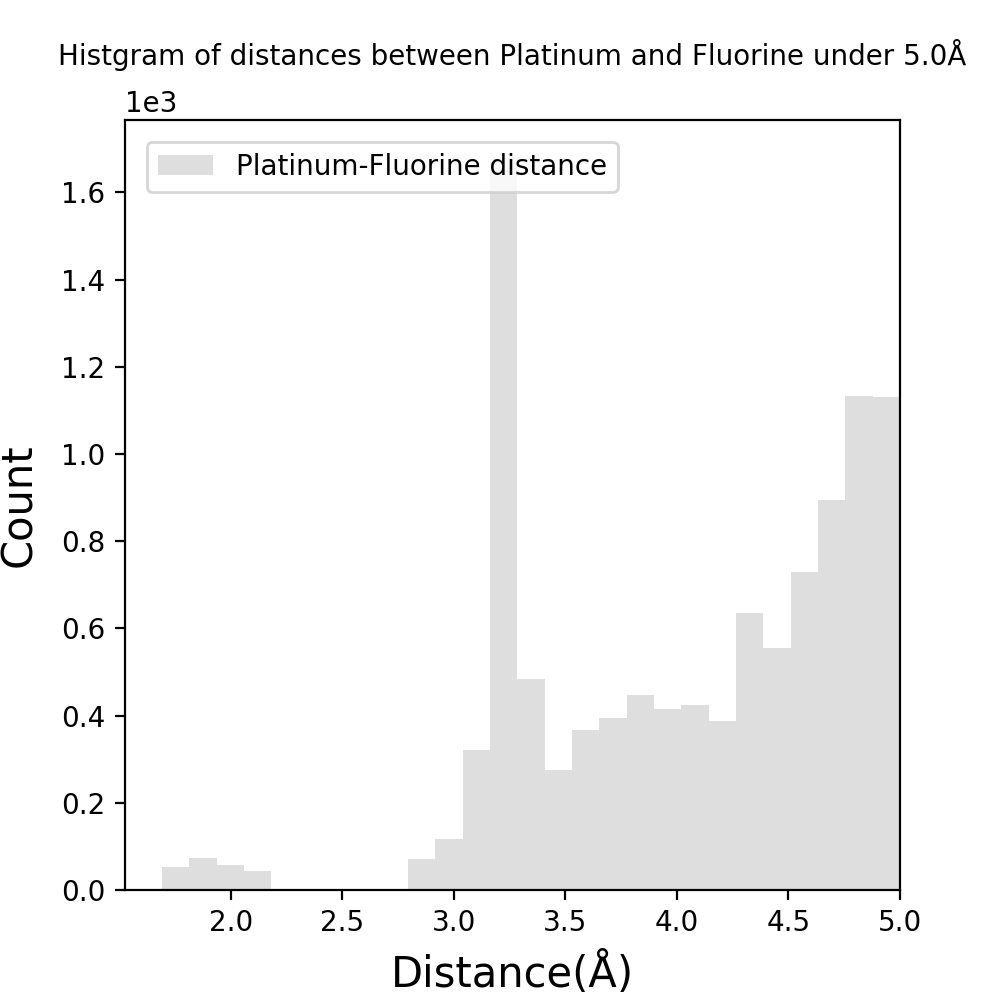 Histgram of distances between Platinum and Fluorine under 5.0Å
1e3
Platinum-Fluorine distance
1.6
1.4
1.2
1.0
0.8
0.6
0.4
0.2
0.0
Count
2.0 2.5 3.0 3.5 4.0 4.5 5.0
Distance(Å)